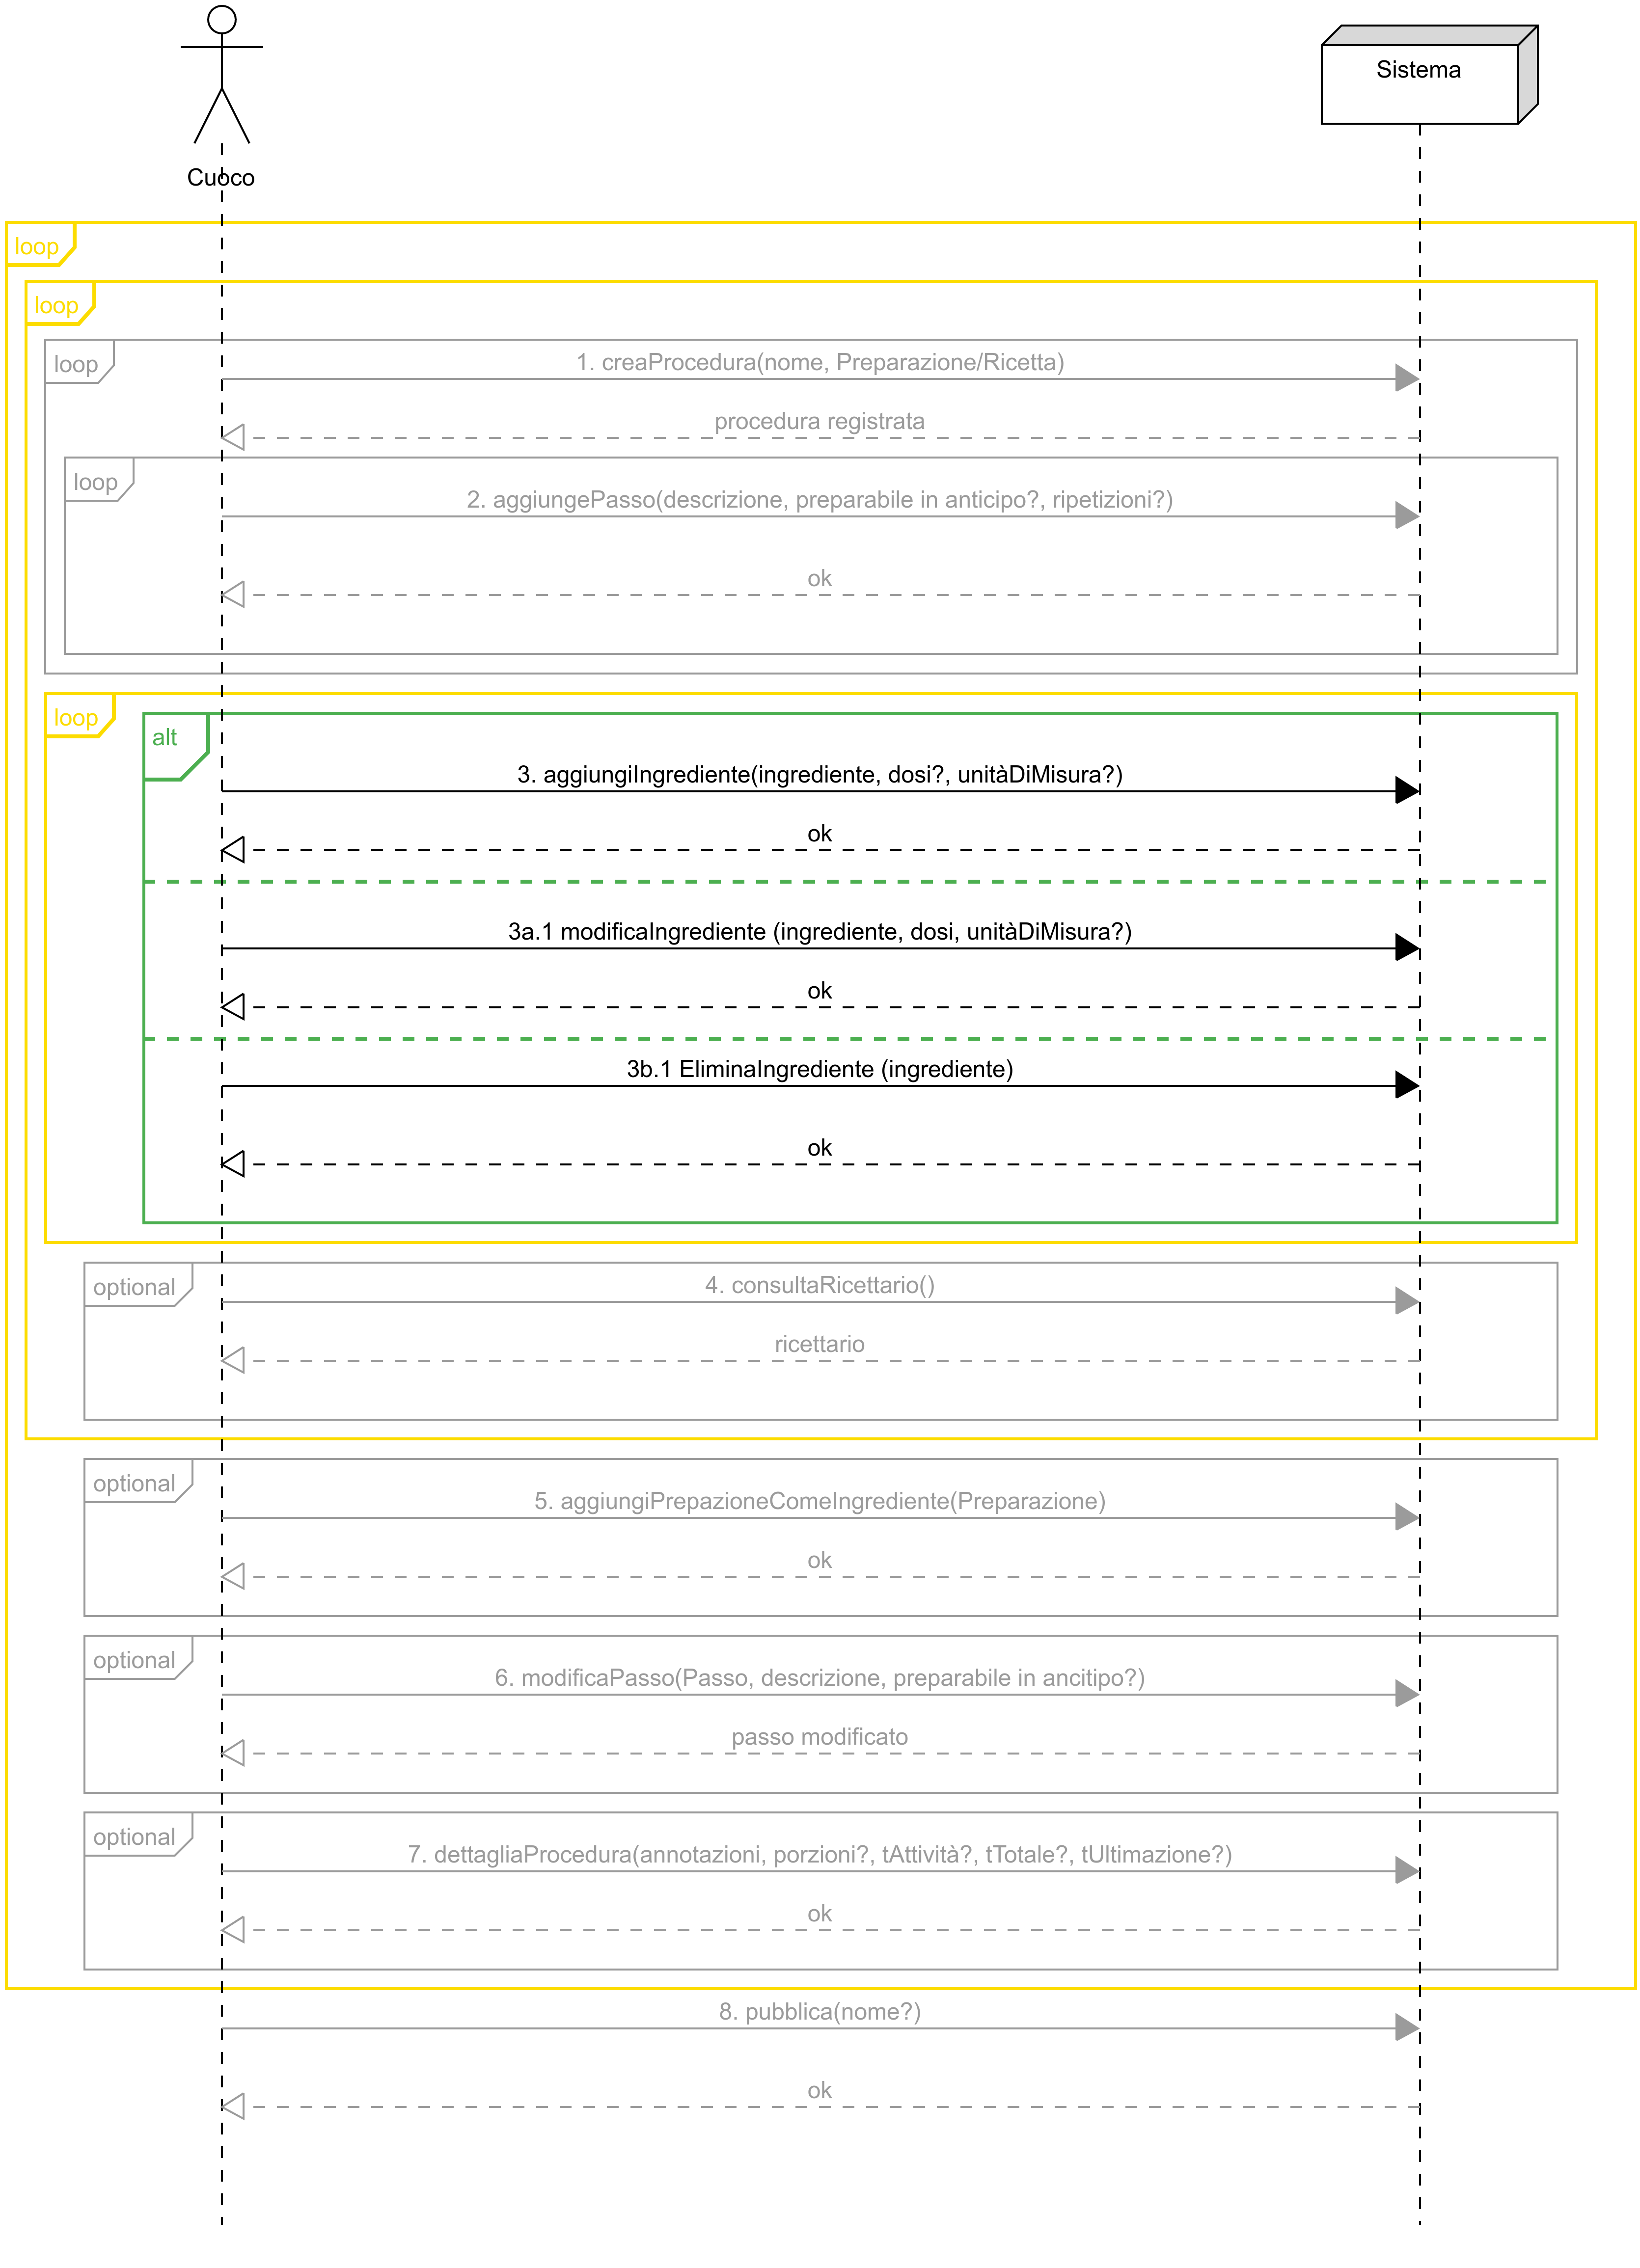 Sistema
Cuoco
loop
loop
loop
1. creaProcedura(nome, Preparazione/Ricetta)
procedura registrata
loop
2. aggiungePasso(descrizione, preparabile in anticipo?, ripetizioni?)
ok
loop
alt
3. aggiungiIngrediente(ingrediente, dosi?, unitàDiMisura?)
ok
3a.1 modificaIngrediente (ingrediente, dosi, unitàDiMisura?)
ok
3b.1 EliminaIngrediente (ingrediente)
ok
optional
4. consultaRicettario()
ricettario
optional
5. aggiungiPrepazioneComeIngrediente(Preparazione)
ok
optional
6. modificaPasso(Passo, descrizione, preparabile in ancitipo?)
passo modificato
optional
7. dettagliaProcedura(annotazioni, porzioni?, tAttività?, tTotale?, tUltimazione?)
ok
8. pubblica(nome?)
ok